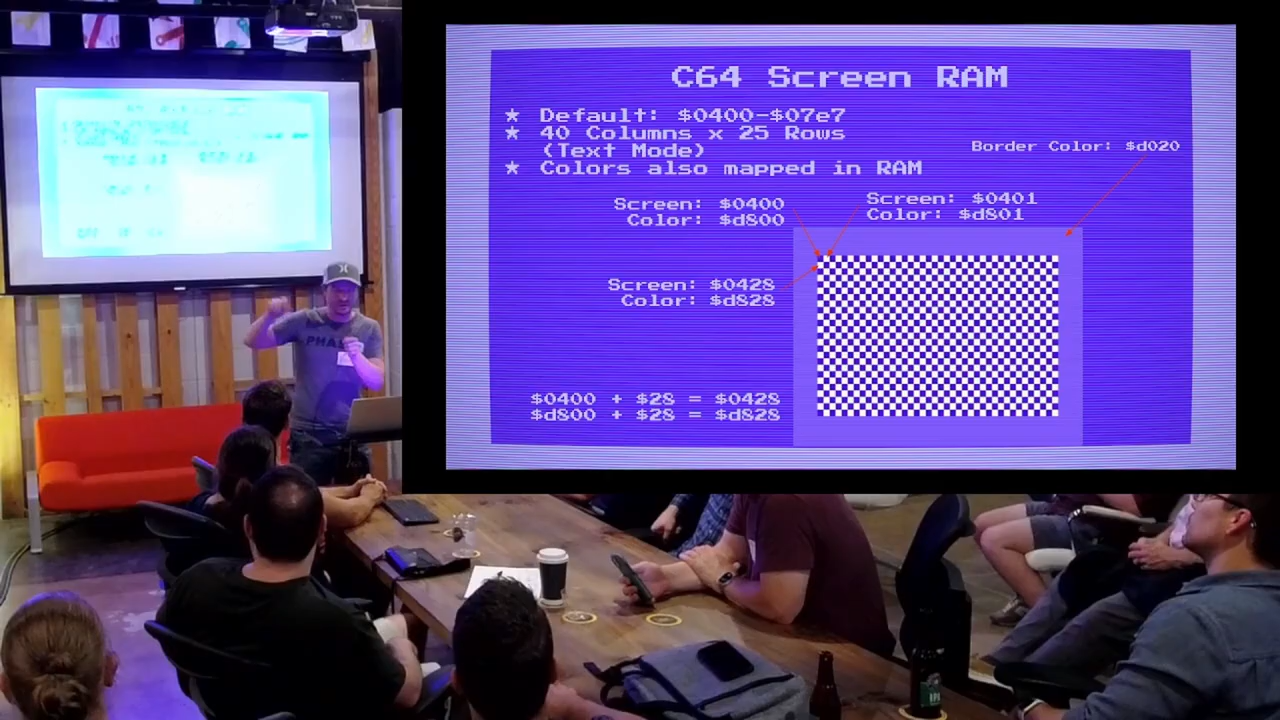 C64 Screen RAM
★ Default: $0400-$07e7
★ 40 Columns x 25 Rows
(Text Mode)
Border Color: $d020
★ Colors also mapped in RAM
Screen: $0400
Color: $d800
Screen: $0401
Color: $d801
Screen: $0428
Color: $d828
$0400 + $28 = $0428
$d800 + $28 = $d828
IPA